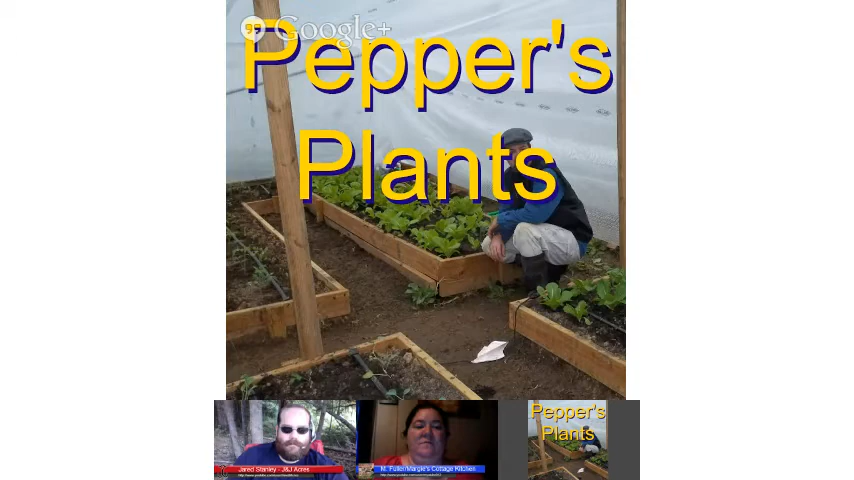 Google+
Pepper's
Plants
Jared Stanley - J&J Acres
M. Fuller/Margie's Cottage Kitchen
Pepper's
Plants